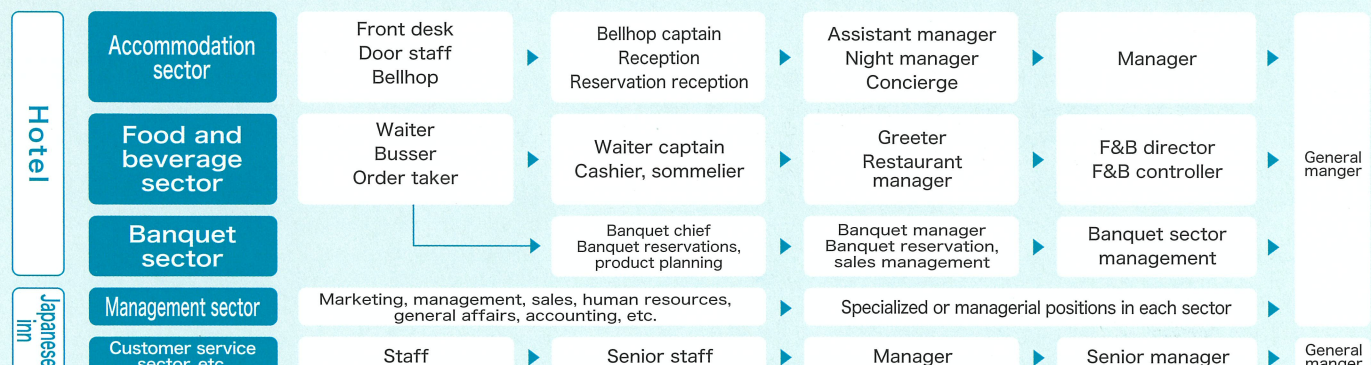 Hotel
Accommodation
sector
Front desk
Door staff
Bellhop
Bellhop captain
Reception
Reservation reception
Assistant manager
Night manager
Concierge
Manager
Food and
beverage
sector
Waiter
Busser
Order taker
Waiter captain
Cashier, sommelier
Greeter
Restaurant
manager
F&B director
F&B controller
General
manger
Banquet
sector
Banquet chief
Banquet reservations,
product planning
Banquet manager
Banquet reservation,
sales management
Banquet sector
management
Japanese
inn
Management sector
Marketing, management, sales, human resources,
general affairs, accounting, etc.
Specialized or managerial positions in each sector
Customer service
sector, etc.
Staff
Senior staff
Manager
Senior manager
General
manger